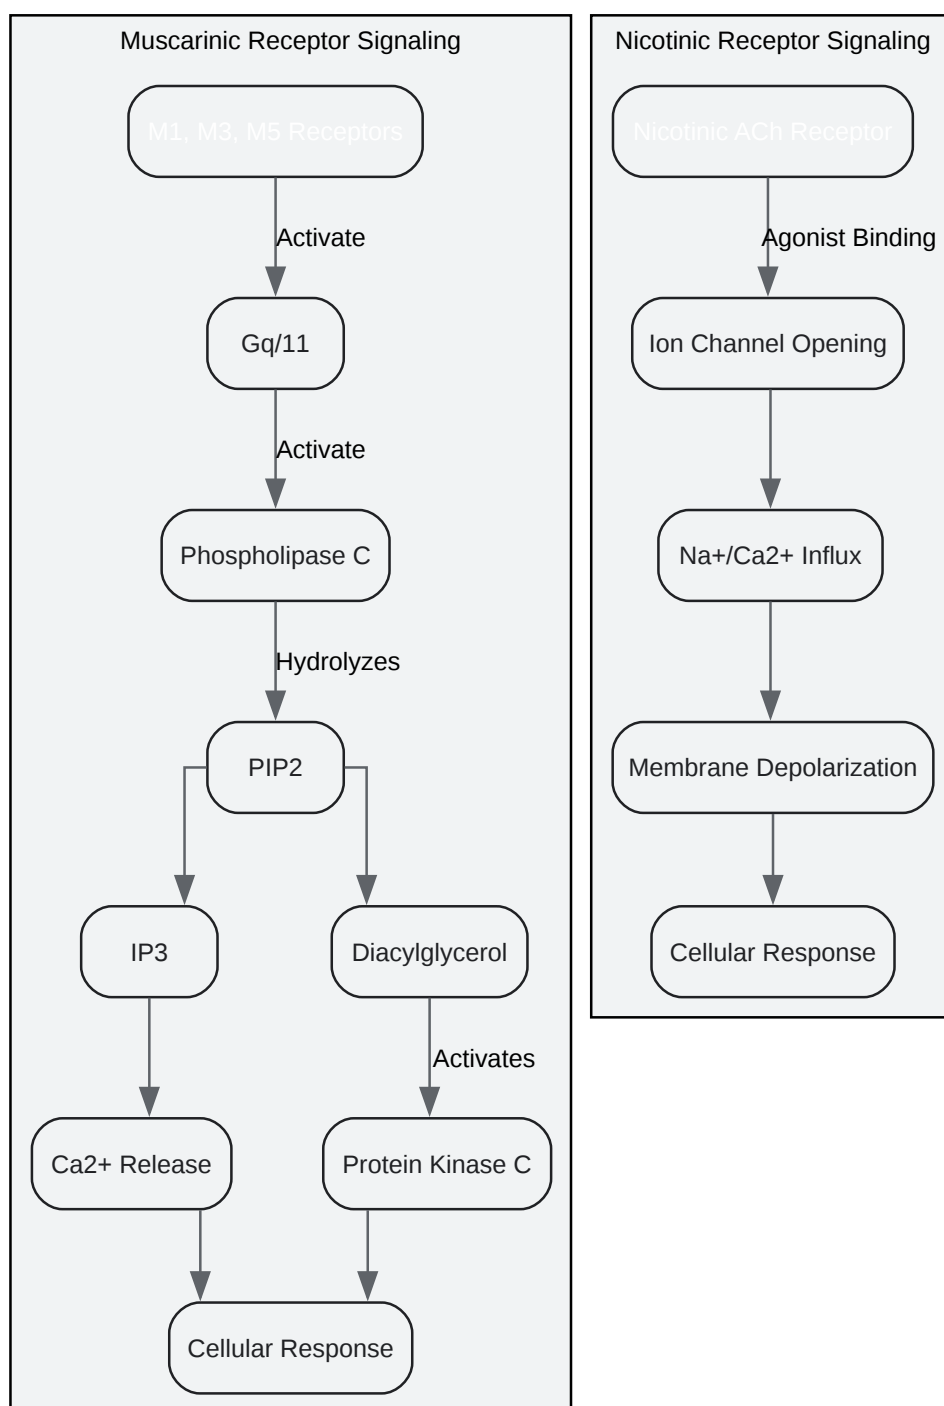 Muscarinic Receptor Signaling
M1, M3, M5 Receptors
Activate
Gq/11
Activate
Phospholipase C
Hydrolyzes
PIP2
IP3
Diacylglycerol
Activates
Ca2+ Release
Protein Kinase C
Cellular Response
Nicotinic Receptor Signaling
Nicotinic ACh Receptor
Agonist Binding
Ion Channel Opening
Na+/Ca2+ Influx
Membrane Depolarization
Cellular Response